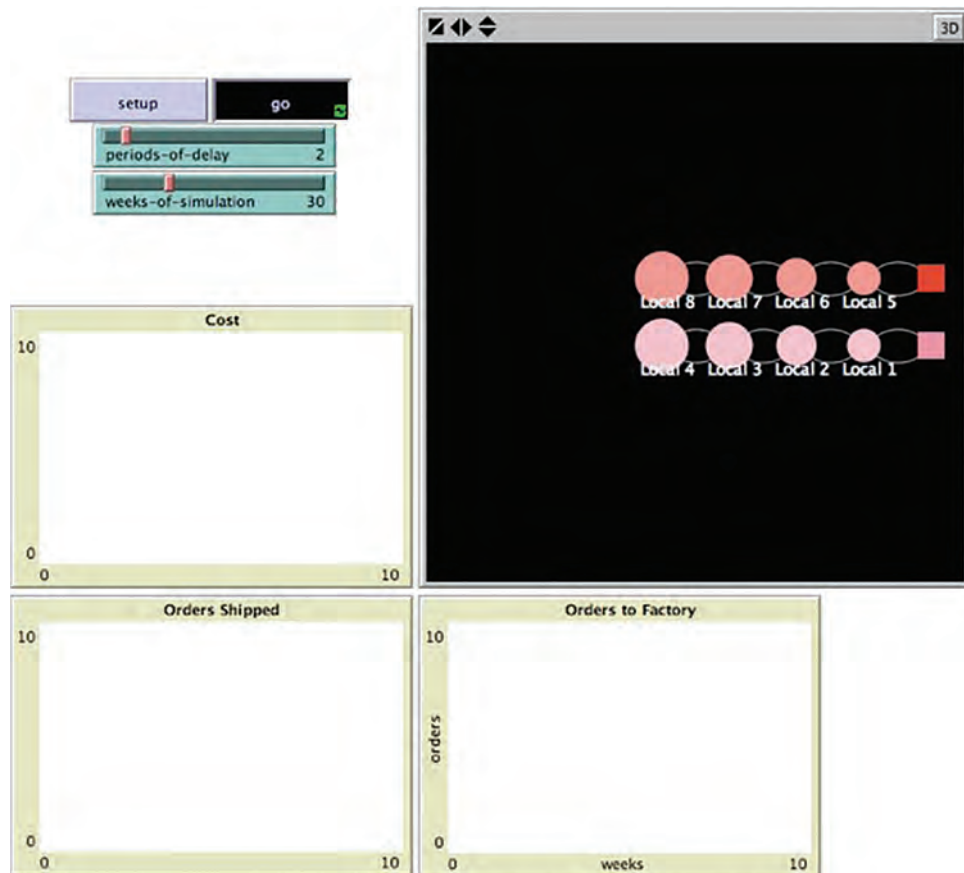 3D
setup
go
periods-of-delay 2
weeks-of-simulation 30
Local 8 Local 7 Local 6 Local 5
Local 4 Local 3 Local 2 Local 1
Cost
10
0
0 10
Orders Shipped
10
0
0 10
Orders to Factory
10
orders
0
0 weeks 10